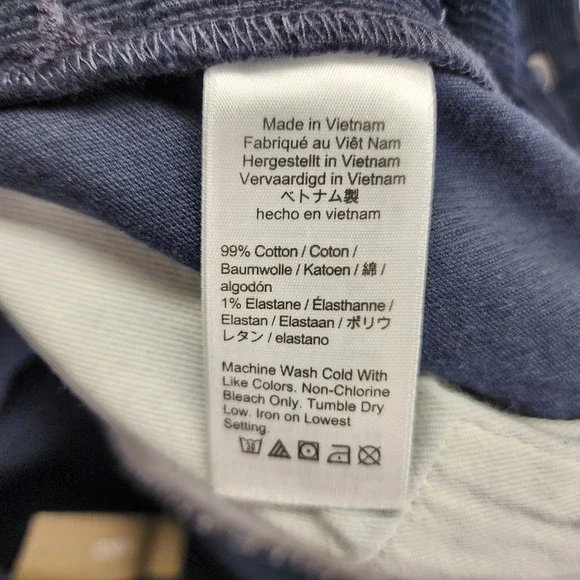 Made in Vietnam
Fabriqué au Viêt Nam
Hergestellt in Vietnam
Vervaardigd in Vietnam
ベトナム製
hecho en vietnam
99% Cotton / Coton /
Baumwolle / Katoen / 綿 /
algodón
1% Elastane / Élasthanne /
Elastan / Elastaan / ポリウ
レタン / elastano
Machine Wash Cold With
Like Colors. Non-Chlorine
Bleach Only. Tumble Dry
Low. Iron on Lowest
Setting.